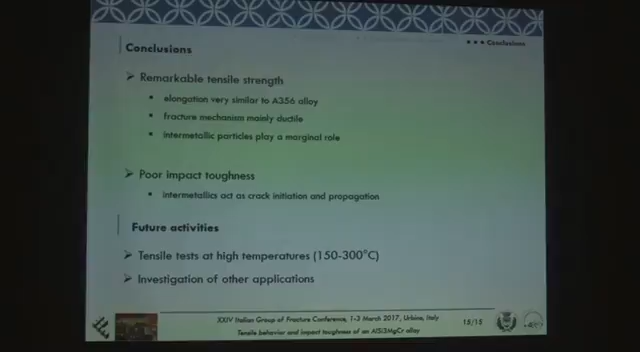 Conclusions
Conclusions
Remarkable tensile strength
elongation very similar to A356 alloy
fracture mechanism mainly ductile
intermetallic particles play a marginal role
Poor impact toughness
intermetallics act as crack initiation and propagation
Future activities
Tensile tests at high temperatures (150-300°C)
Investigation of other applications
XXIV Italian Group of Fracture Conference, 1-3 March 2017, Urbino, Italy
15/15
Tensile behavior and impact toughness of an AlSi3MgCr alloy